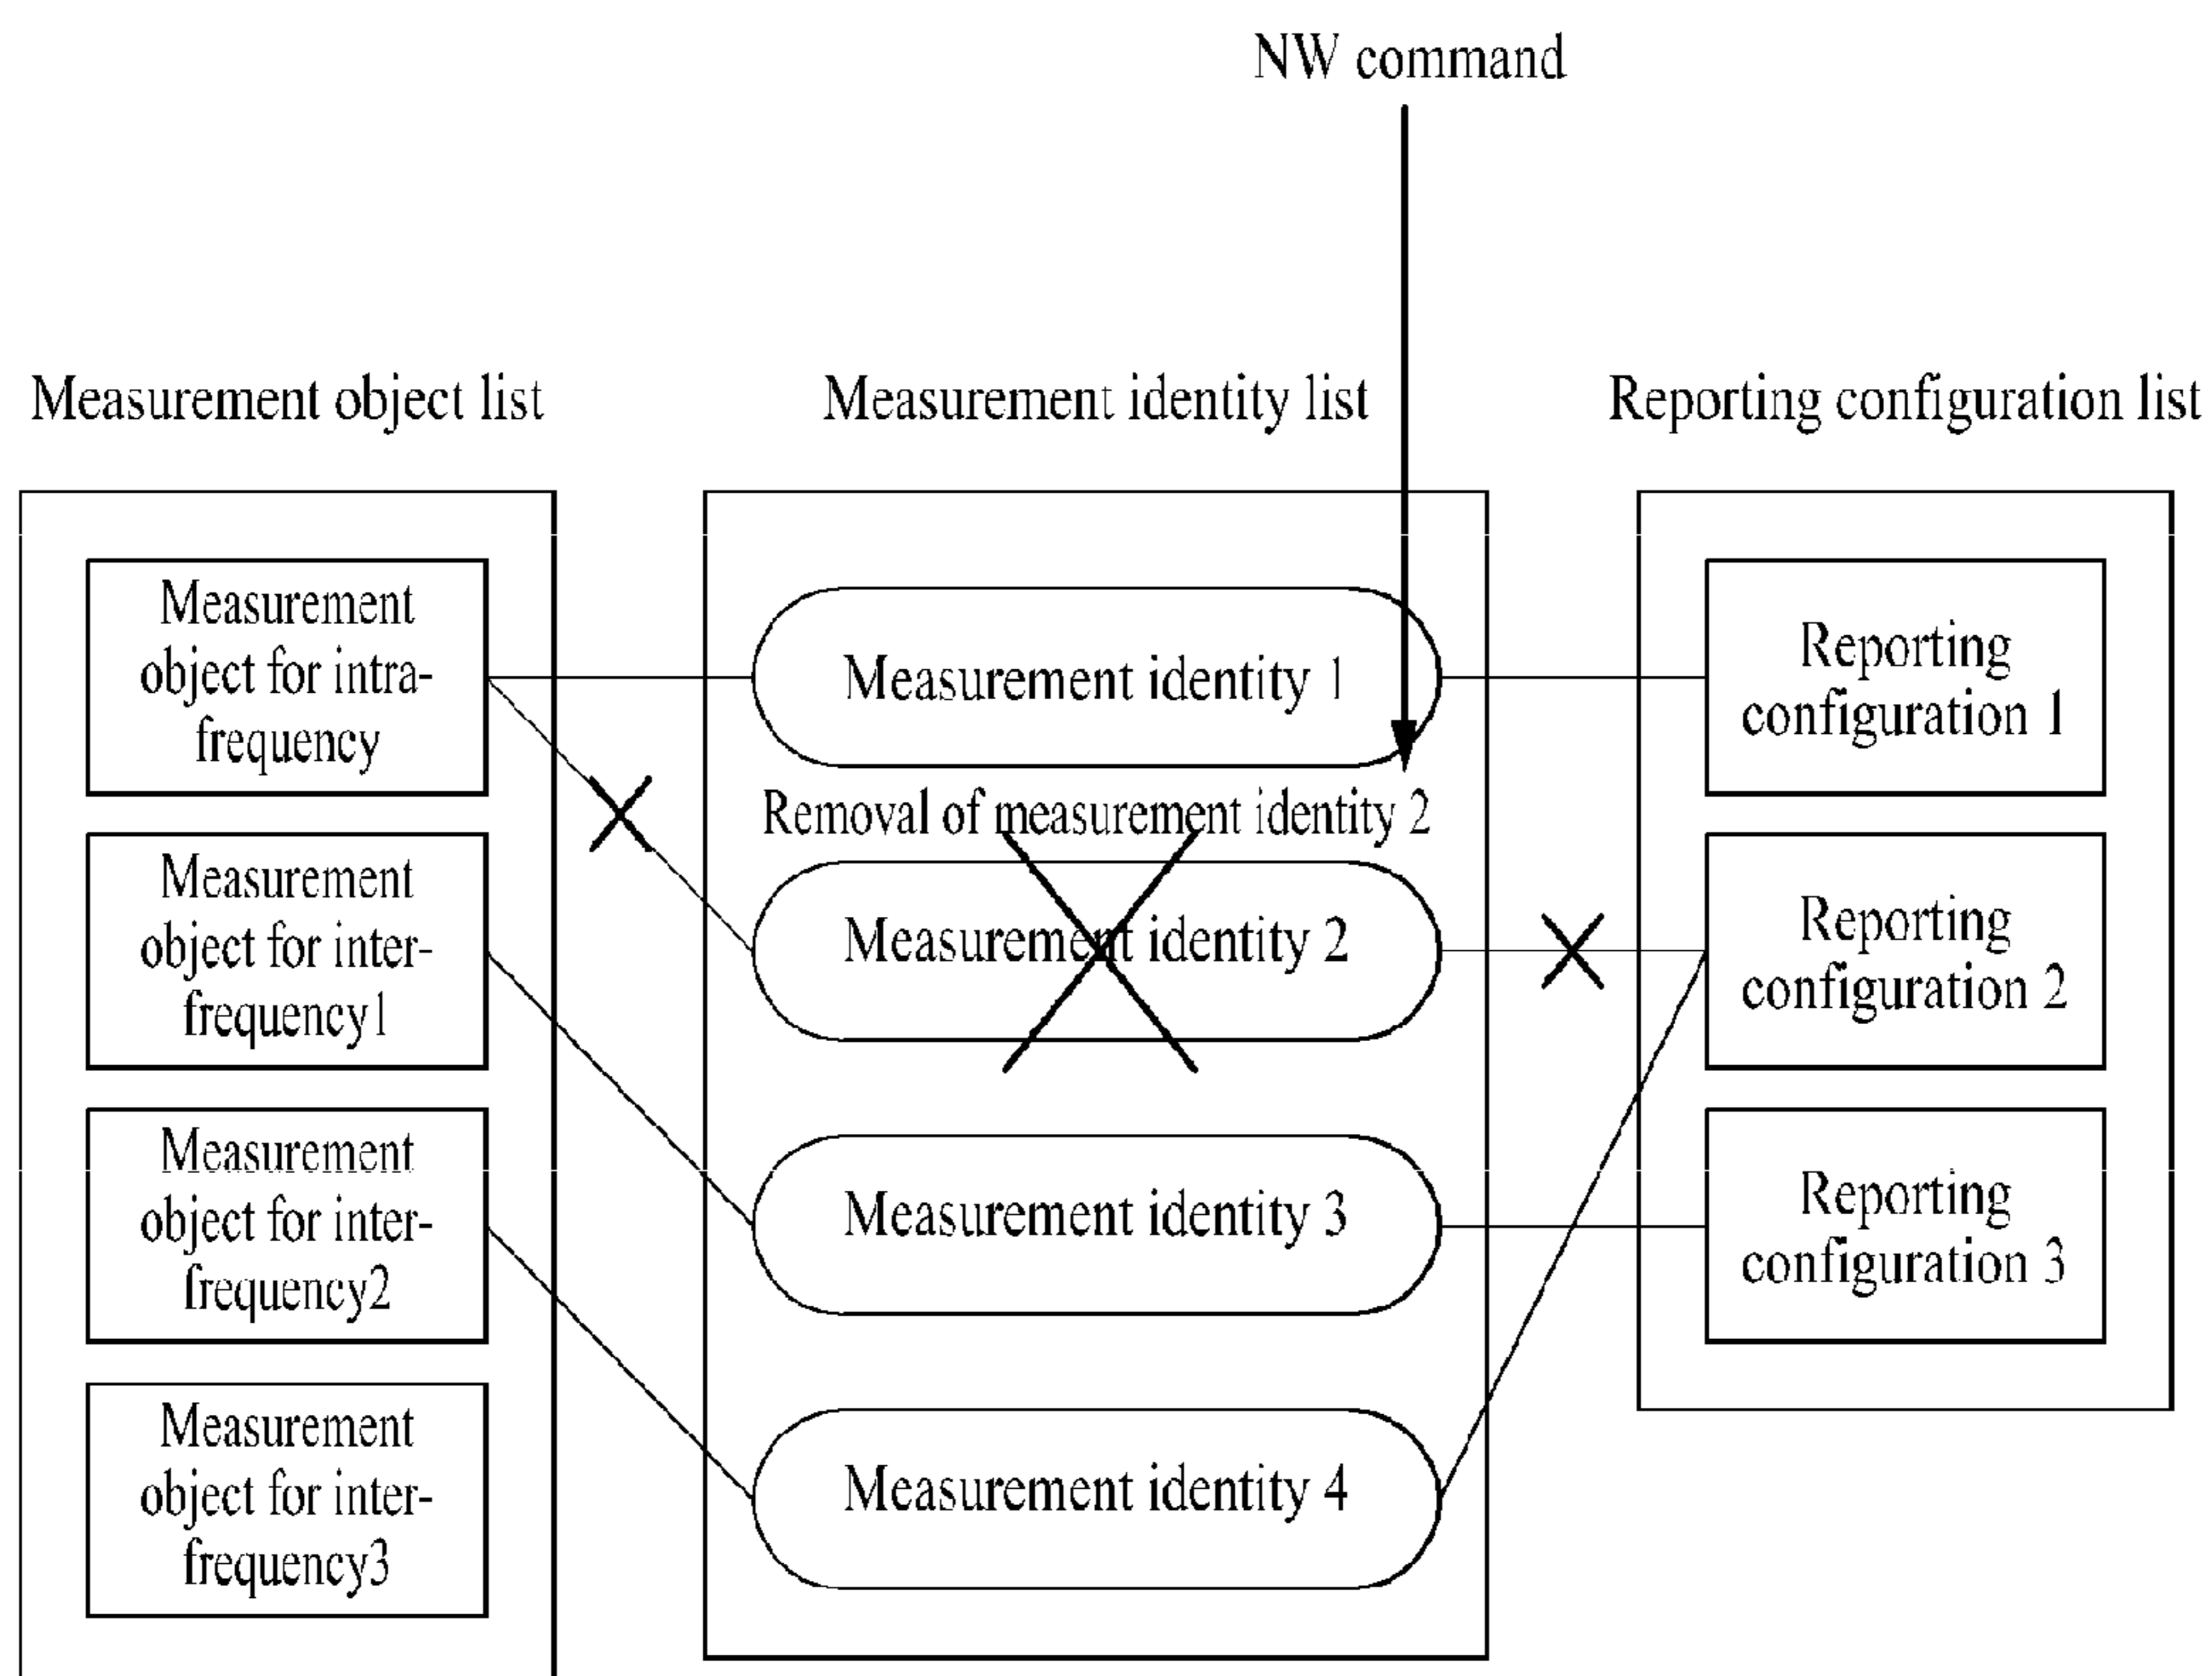 NW command
Measurement object list
Measurement identity list
Reporting configuration list
Measurement
object for intra-
frequency
Measurement
object for inter-
frequency1
Measurement
object for inter-
frequency2
Measurement
object for inter-
frequency3
Measurement identity 1
Removal of measurement identity 2
Measurement identity 2
Measurement identity 3
Measurement identity 4
Reporting
configuration 1
Reporting
configuration 2
Reporting
configuration 3